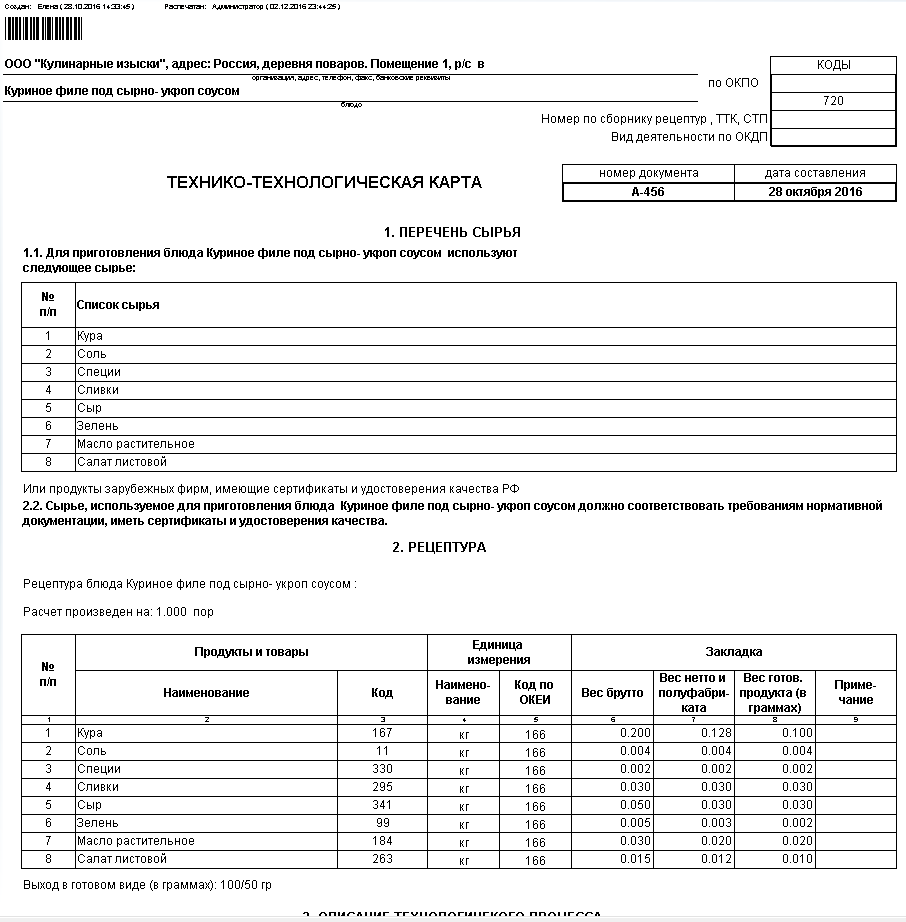 Создан: Елена ( 28.10.2016 14:33:45 ) Распечатан: Администратор ( 02.12.2016 23:44:25 )
ООО "Кулинарные изыски", адрес: Россия, деревня поваров. Помещение 1, р/с в
организация, адрес, телефон, факс, банковские реквизиты
Куриное филе под сырно- укроп соусом
блюдо
КОДЫ
по ОКПО
720
Номер по сборнику рецептур , ТТК, СТП
Вид деятельности по ОКДП
ТЕХНИКО-ТЕХНОЛОГИЧЕСКАЯ КАРТА
номер документа дата составления
А-456 28 октября 2016
1. ПЕРЕЧЕНЬ СЫРЬЯ
1.1. Для приготовления блюда Куриное филе под сырно- укроп соусом используют
следующее сырье:
№ п/п Список сырья
1 Кура
2 Соль
3 Специи
4 Сливки
5 Сыр
6 Зелень
7 Масло растительное
8 Салат листовой
Или продукты зарубежных фирм, имеющие сертификаты и удостоверения качества РФ
2.2. Сырье, используемое для приготовления блюда Куриное филе под сырно- укроп соусом должно соответствовать требованиям нормативной
документации, иметь сертификаты и удостоверения качества.
2. РЕЦЕПТУРА
Рецептура блюда Куриное филе под сырно- укроп соусом :
Расчет произведен на: 1.000 пор
№ п/п Продукты и товары Единица измерения Закладка
Наименование Код Наимено-вание Код по ОКЕИ Вес брутто Вес нетто и полуфабри-ката Вес готов. продукта (в граммах) Приме-чание
1 2 3 4 5 6 7 8 9
1 Кура 167 кг 166 0.200 0.128 0.100
2 Соль 11 кг 166 0.004 0.004 0.004
3 Специи 330 кг 166 0.002 0.002 0.002
4 Сливки 295 кг 166 0.030 0.030 0.030
5 Сыр 341 кг 166 0.050 0.030 0.030
6 Зелень 99 кг 166 0.005 0.003 0.002
7 Масло растительное 184 кг 166 0.030 0.020 0.020
8 Салат листовой 263 кг 166 0.015 0.012 0.010
Выход в готовом виде (в граммах): 100/50 гр
3. ОПИСАНИЕ ТЕХНОЛОГИЧЕСКОГО ПРОЦЕССА